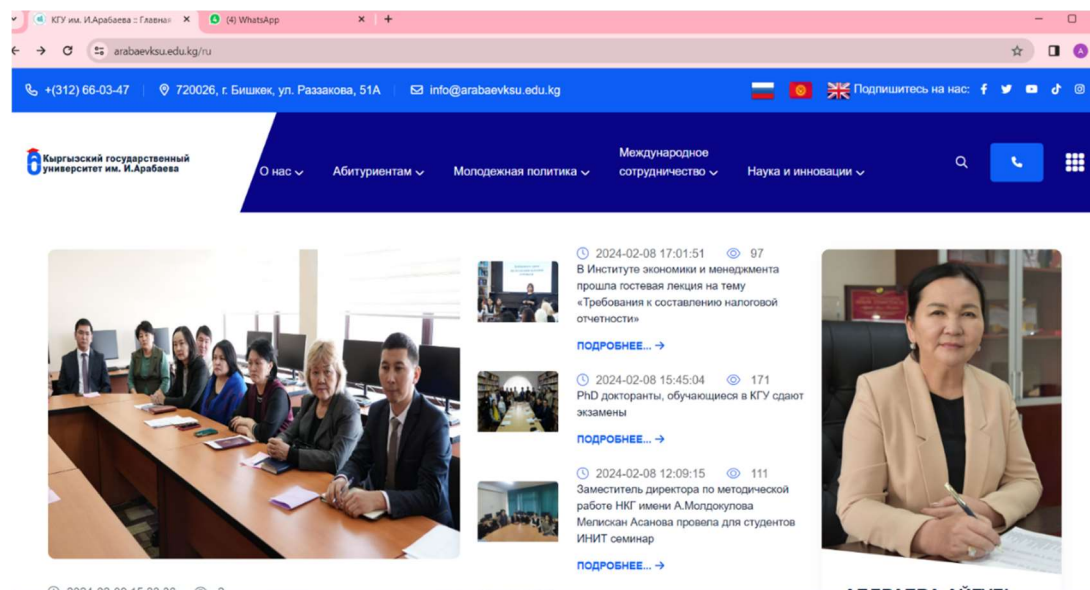 КГУ им. И.Арабаева :: Главная
(4) WhatsApp
arabaevksu.edu.kg/ru
A
+(312) 66-03-47
720026, г. Бишкек, ул. Раззакова, 51А
info@arabaevksu.edu.kg
Подпишитесь на нас:
Кыргызский государственный
университет им. И.Арабаева
О нас
Абитуриентам
Молодежная политика
Международное
сотрудничество
Наука и инновации
2024-02-08 17:01:51 97
В Институте экономики и менеджмента
прошла гостевая лекция на тему
«Требования к составлению налоговой
отчетности»
ПОДРОБНЕЕ... →
2024-02-08 15:45:04 171
PhD докторанты, обучающиеся в КГУ сдают
экзамены
ПОДРОБНЕЕ... →
2024-02-08 12:09:15 111
Заместитель директора по методической
работе НКГ имени А.Молдокулова
Мелискан Асанова провела для студентов
ИНИТ семинар
ПОДРОБНЕЕ... →